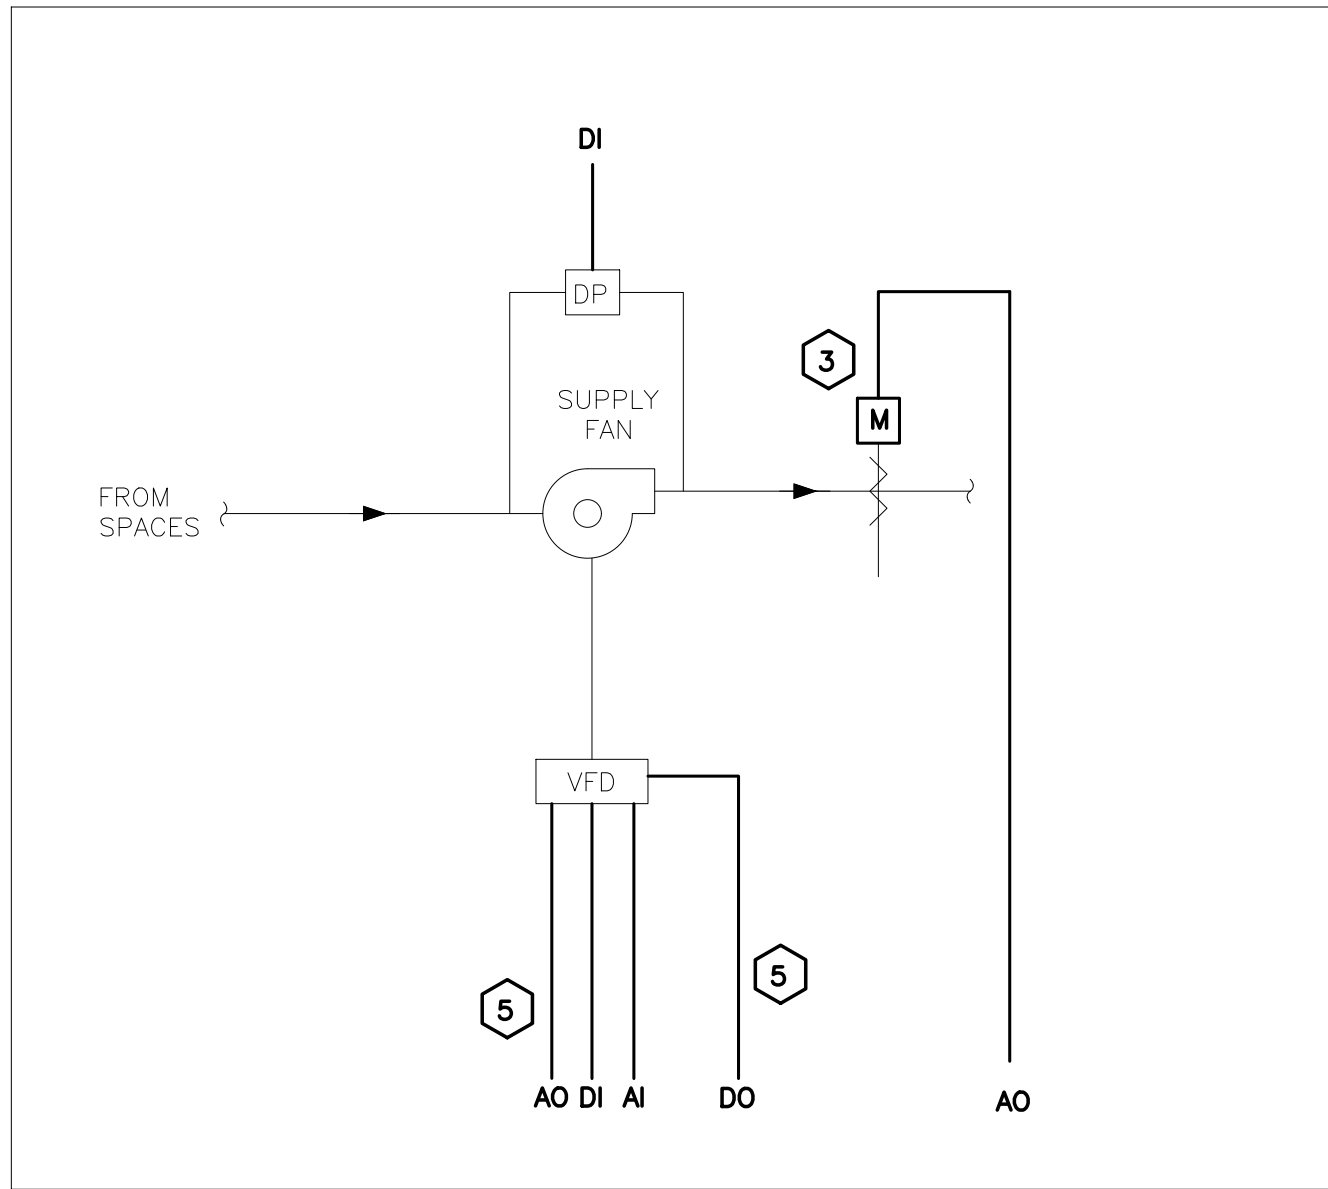 DI
DP
3
SUPPLY
FAN
M
FROM
SPACES
VFD
5
5
AO DI AI DO AO